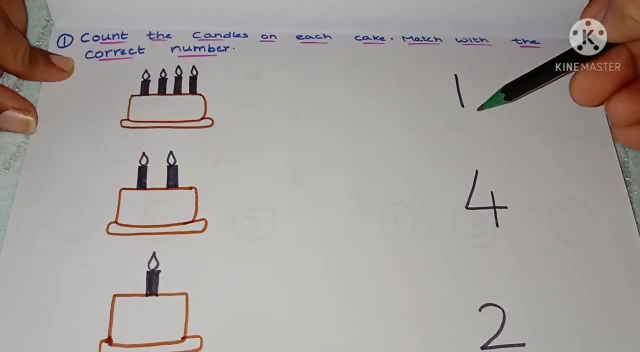 ① Count the Candles on each cake. Match with the
correct number.
KINEMASTER
1
4
2